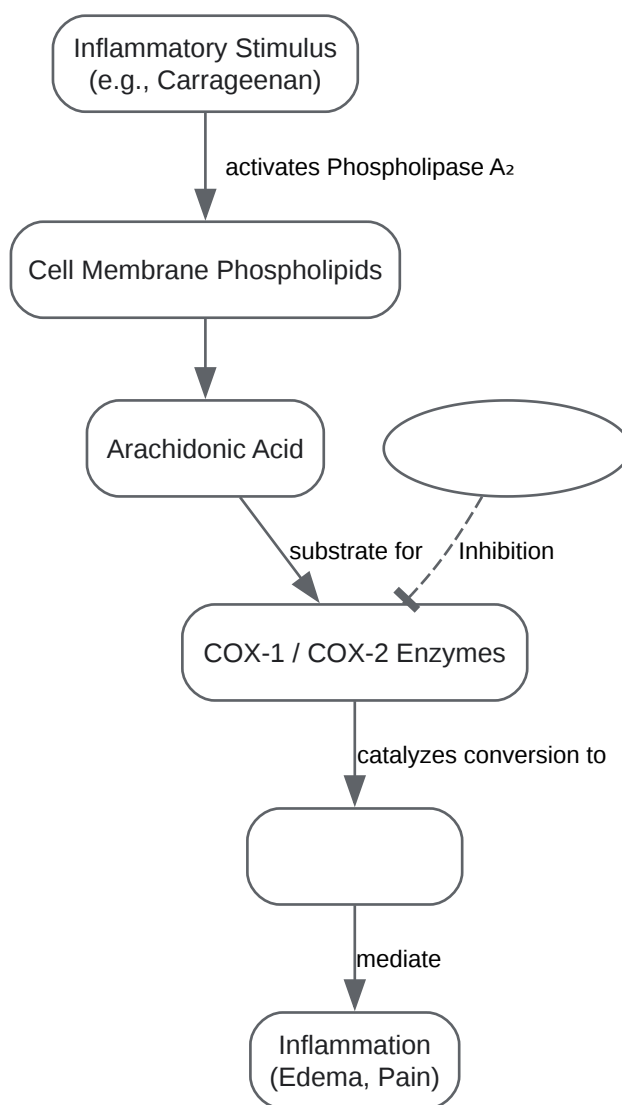 Inflammatory Stimulus
(e.g., Carrageenan)
activates Phospholipase A₂
Cell Membrane Phospholipids
Arachidonic Acid
substrate for
Inhibition
COX-1 / COX-2 Enzymes
catalyzes conversion to
mediate
Inflammation
(Edema, Pain)